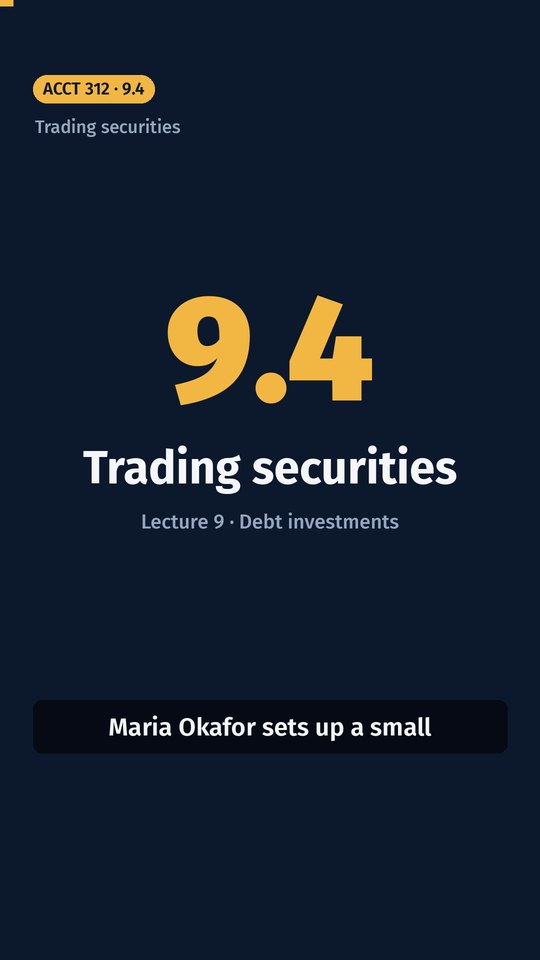 ACCT 312 · 9.4
Trading securities
9.4
Trading securities
Lecture 9 · Debt investments
Maria Okafor sets up a small